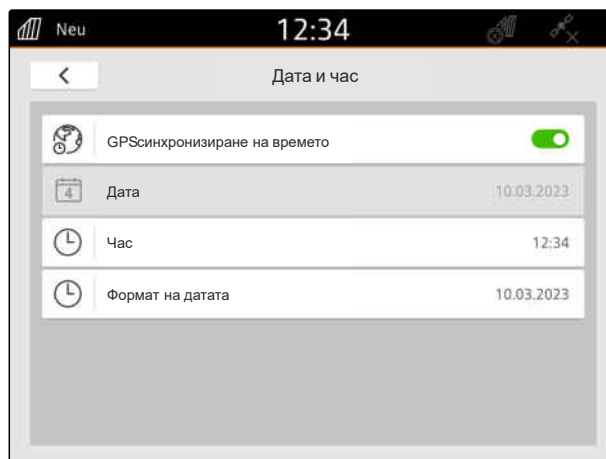 Neu 12:34
Дата и час
GPSсинхронизиране на времето
4 Дата 10.03.2023
Час 12:34
Формат на датата 10.03.2023